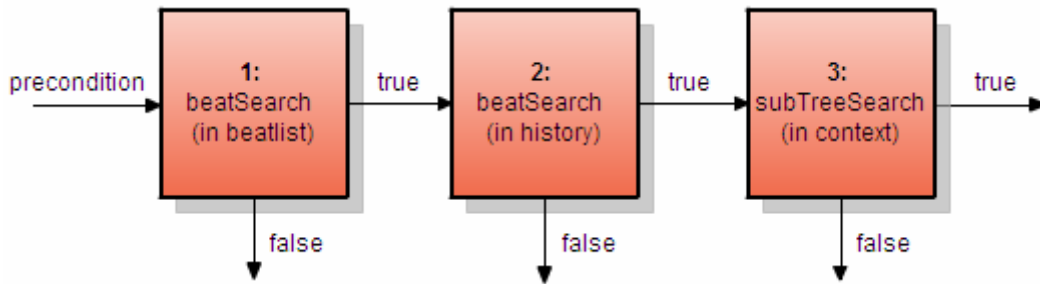 precondition
1:
beatSearch
(in beatlist)
true
2:
beatSearch
(in history)
true
3:
subTreeSearch
(in context)
true
false
false
false